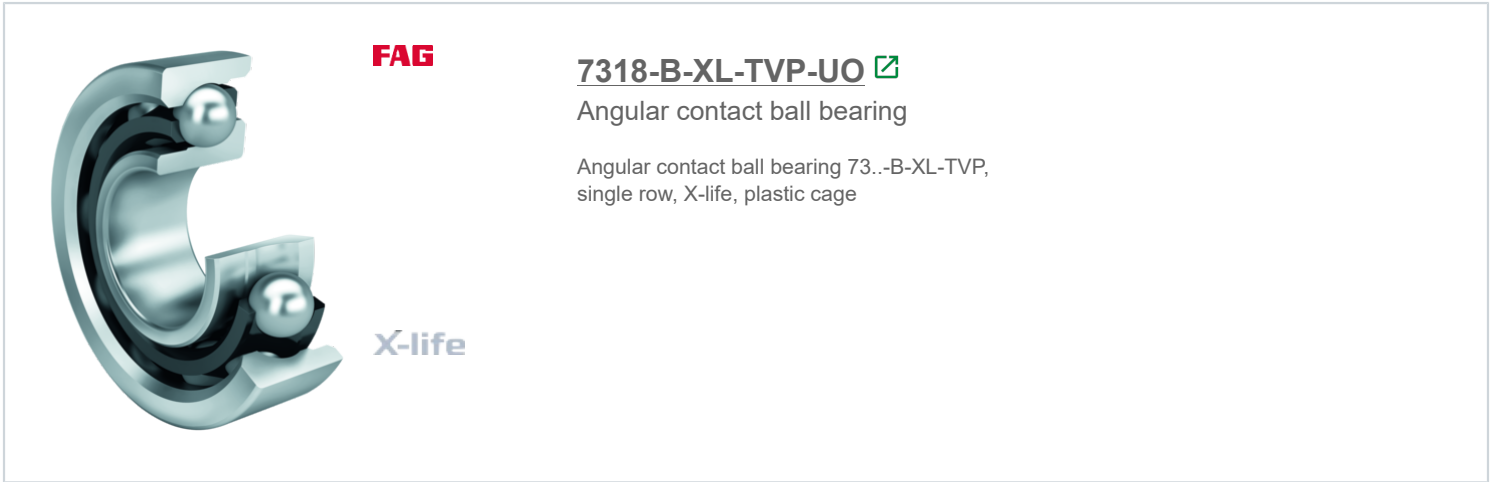 FAG
7318-B-XL-TVP-UO
Angular contact ball bearing
Angular contact ball bearing 73..-B-XL-TVP,
single row, X-life, plastic cage
X-life